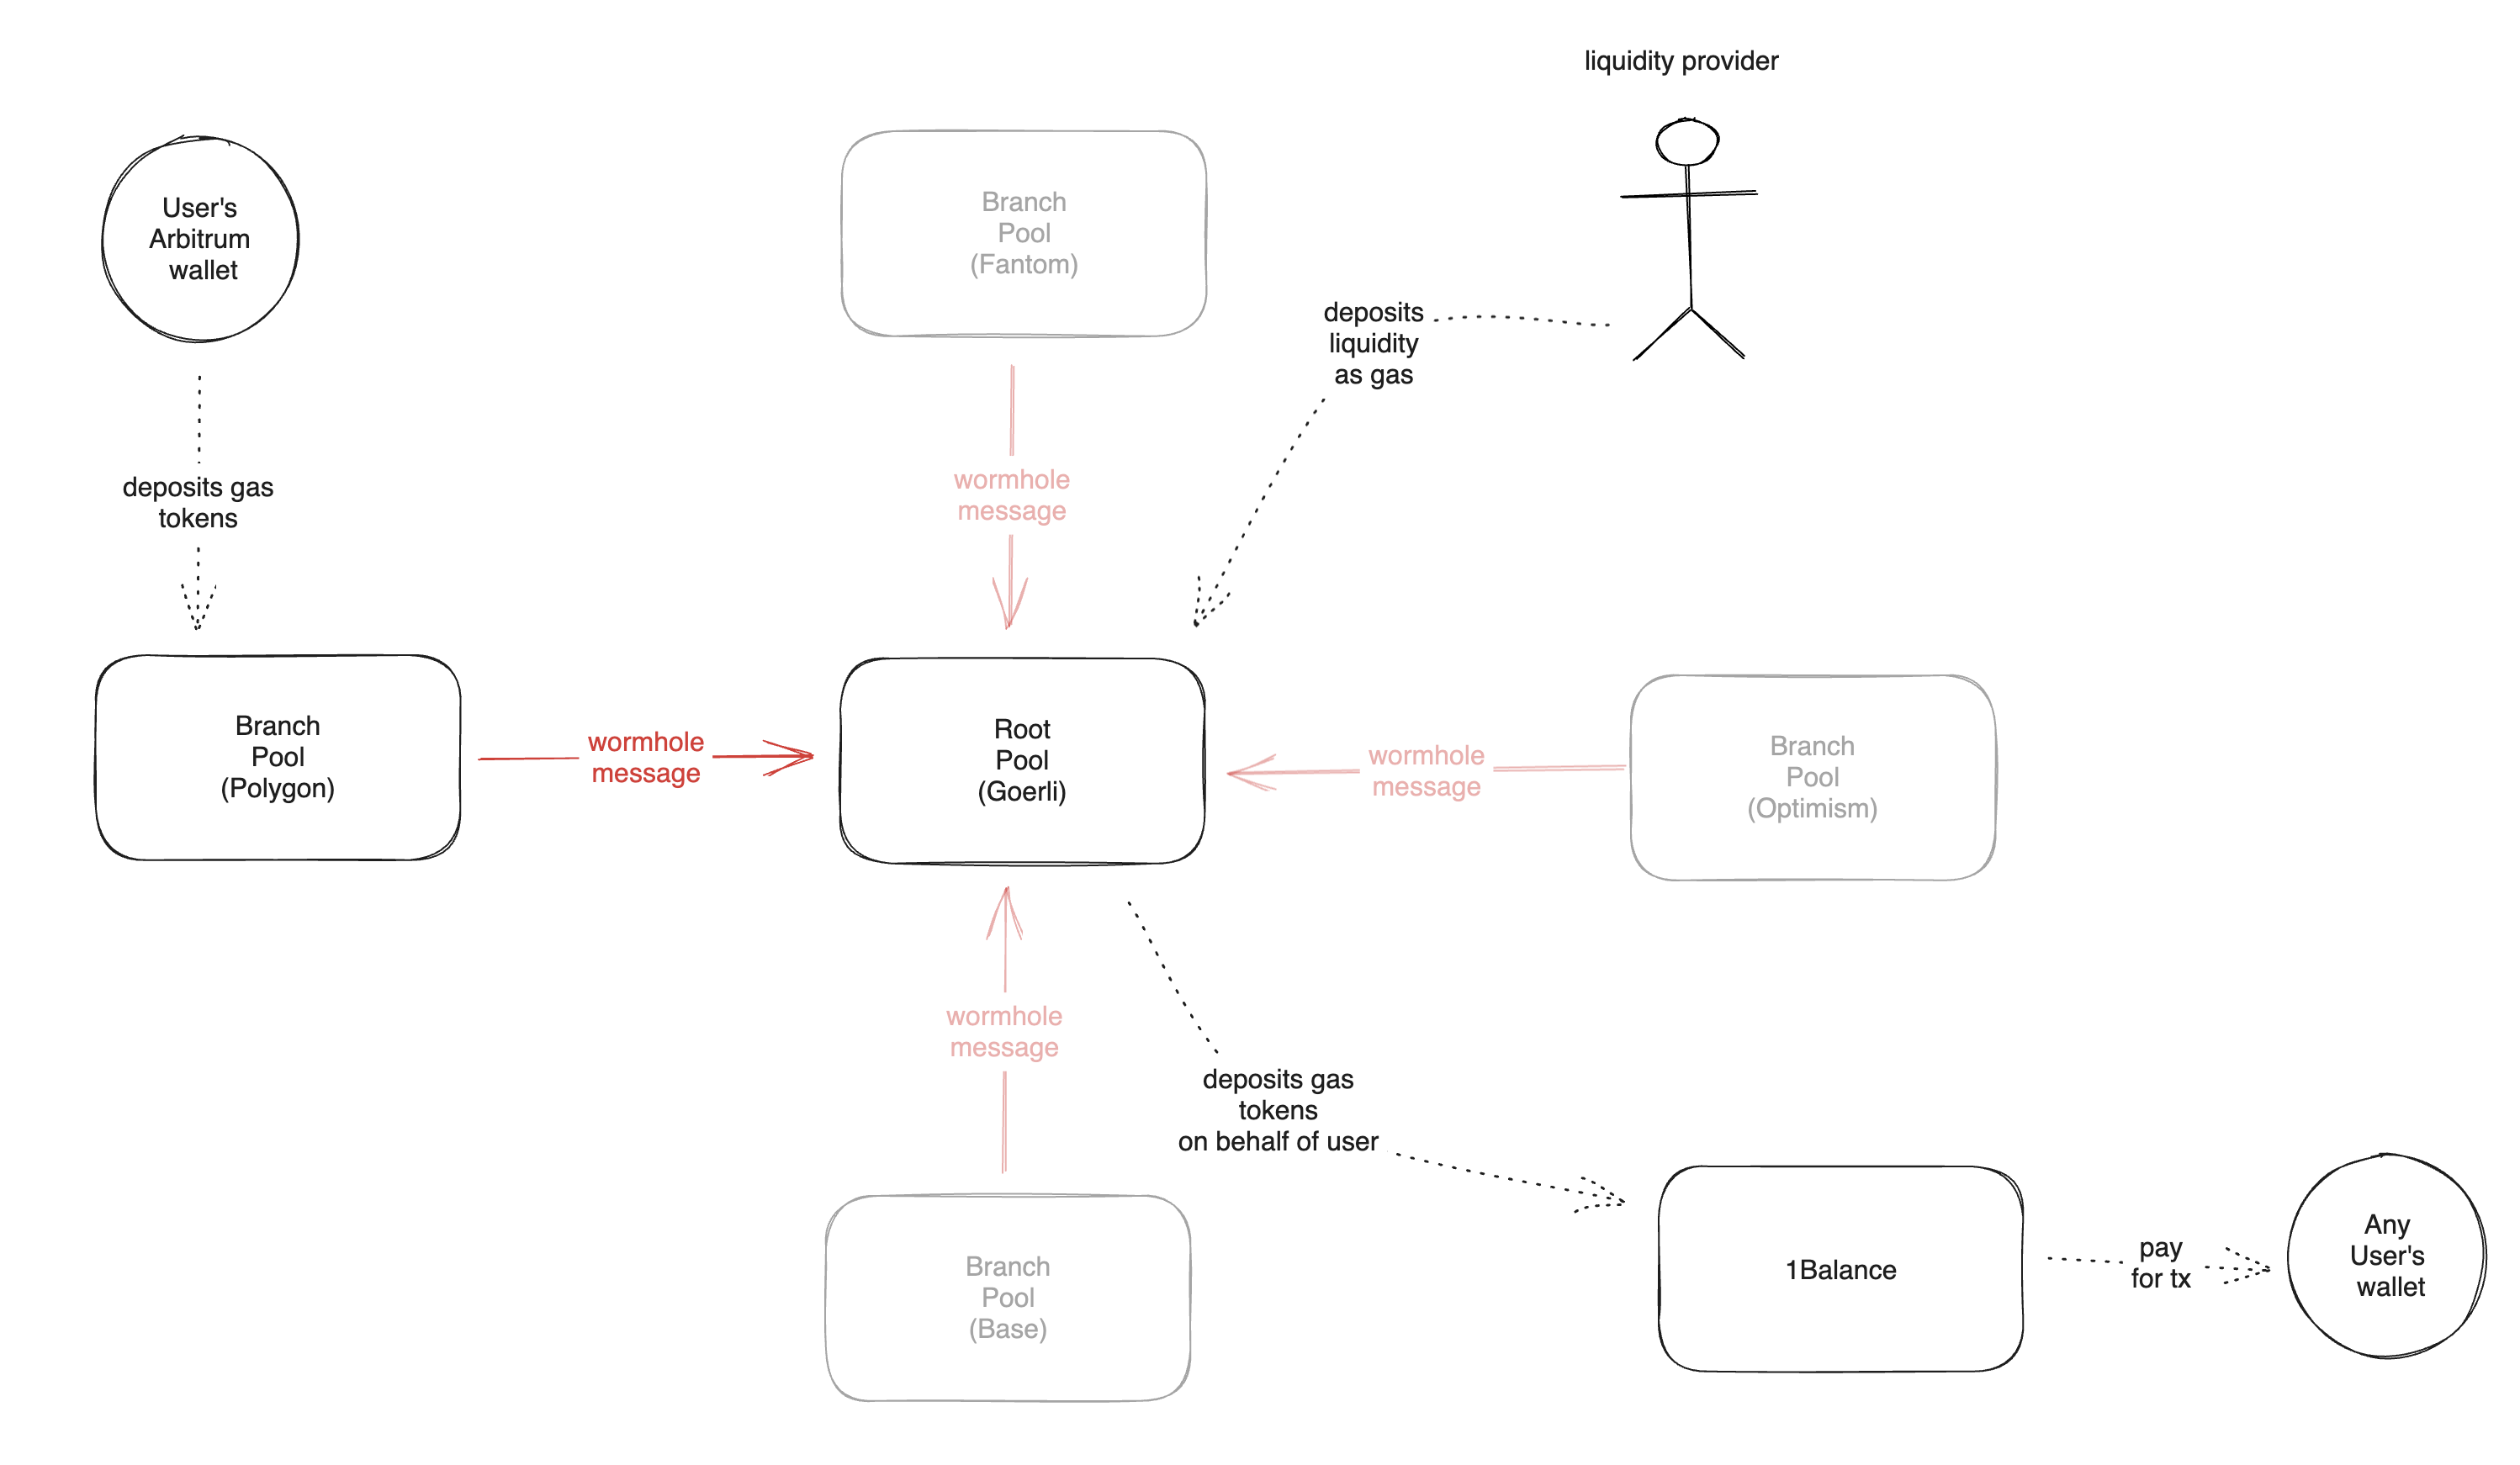 liquidity provider
User's
Arbitrum
wallet
Branch
Pool
(Fantom)
deposits
liquidity
as gas
deposits gas
tokens
wormhole
message
Branch
Pool
(Polygon)
wormhole
message
Root
Pool
(Goerli)
wormhole
message
Branch
Pool
(Optimism)
wormhole
message
deposits gas
tokens
on behalf of user
Branch
Pool
(Base)
1Balance
pay
for tx
Any
User's
wallet